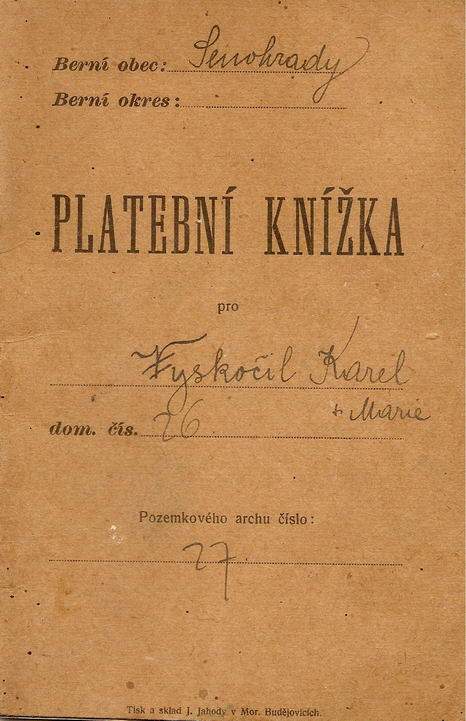 Berní obec: Senohrady
Berní okres:
PLATEBNÍ KNÍŽKA
pro
Vyskočil Karel
+ Marie
dom. čís. 26
Pozemkového archu číslo:
27
Tisk a sklad J. Jahody v Mor. Budějovicích.